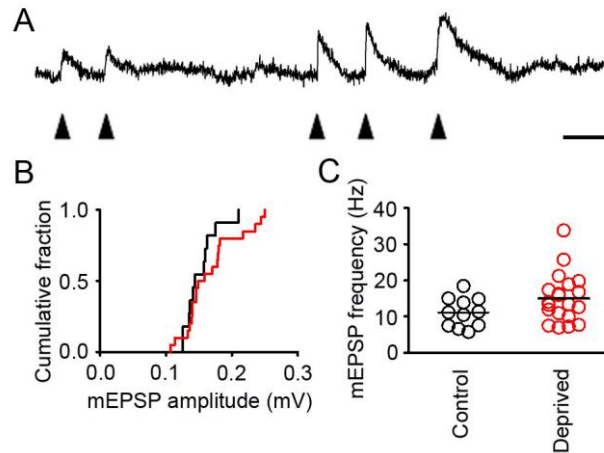 A
B
Cumulative fraction
1.0
0.5
0.0
0.0 0.1 0.2 0.3
mEPSP amplitude (mV)
C
mEPSP frequency (Hz)
40
30
20
10
0
Control
Deprived